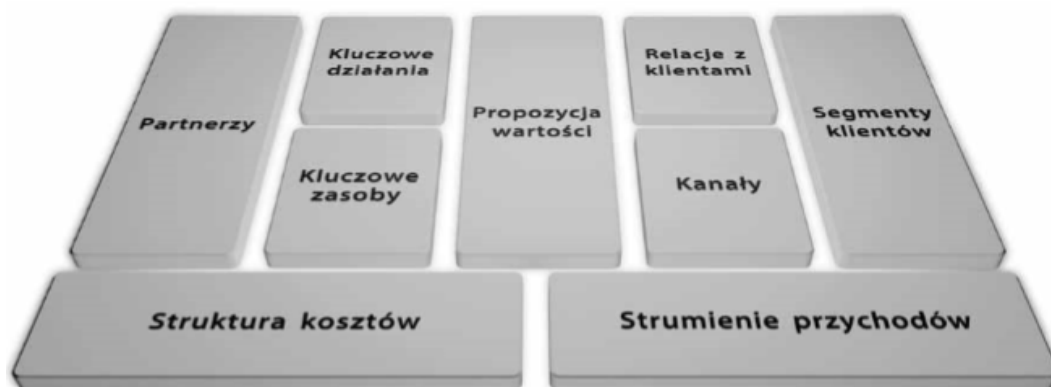 Partnerzy
Kluczowe
działania
Kluczowe
zasoby
Propozycja
wartości
Relacje z
klientami
Kanały
Segmenty
klientów
Struktura kosztów
Strumienie przychodów